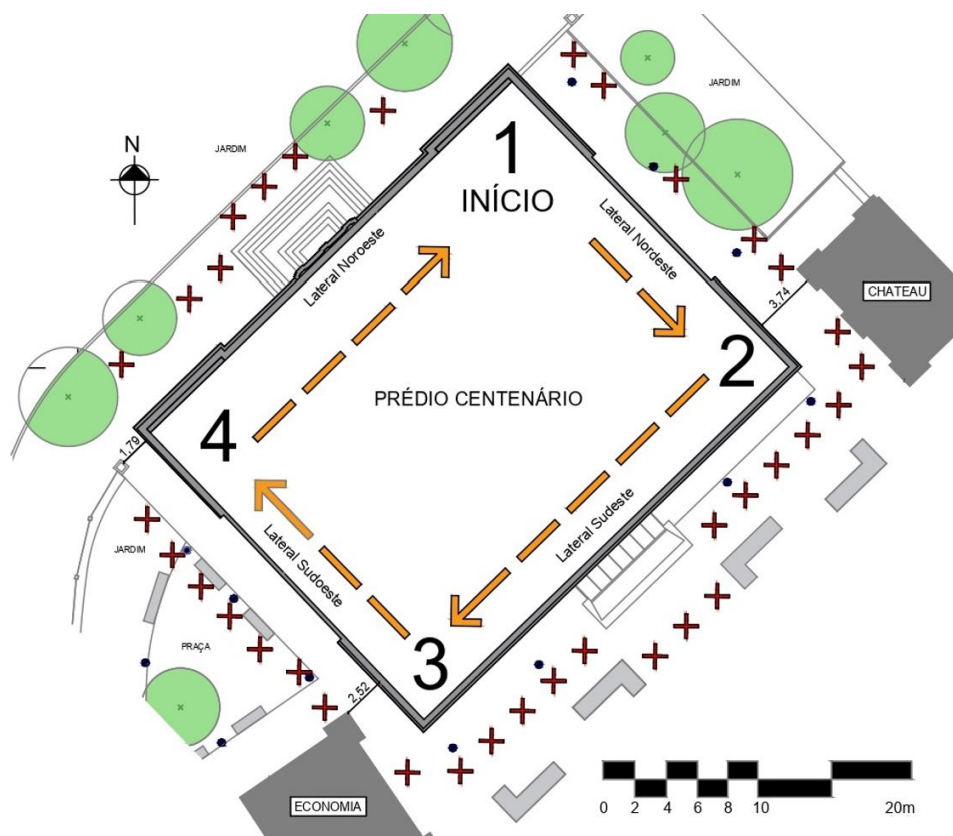 JARDIM
N
JARDIM
1
INÍCIO
Lateral Noroeste
Lateral Nordeste
3,74
CHATEAU
2
PRÉDIO CENTENÁRIO
4
1,79
Lateral Sudeste
Lateral Sudoeste
JARDIM
PRAÇA
3
2,52
ECONOMIA
0 2 4 6 8 10 20m